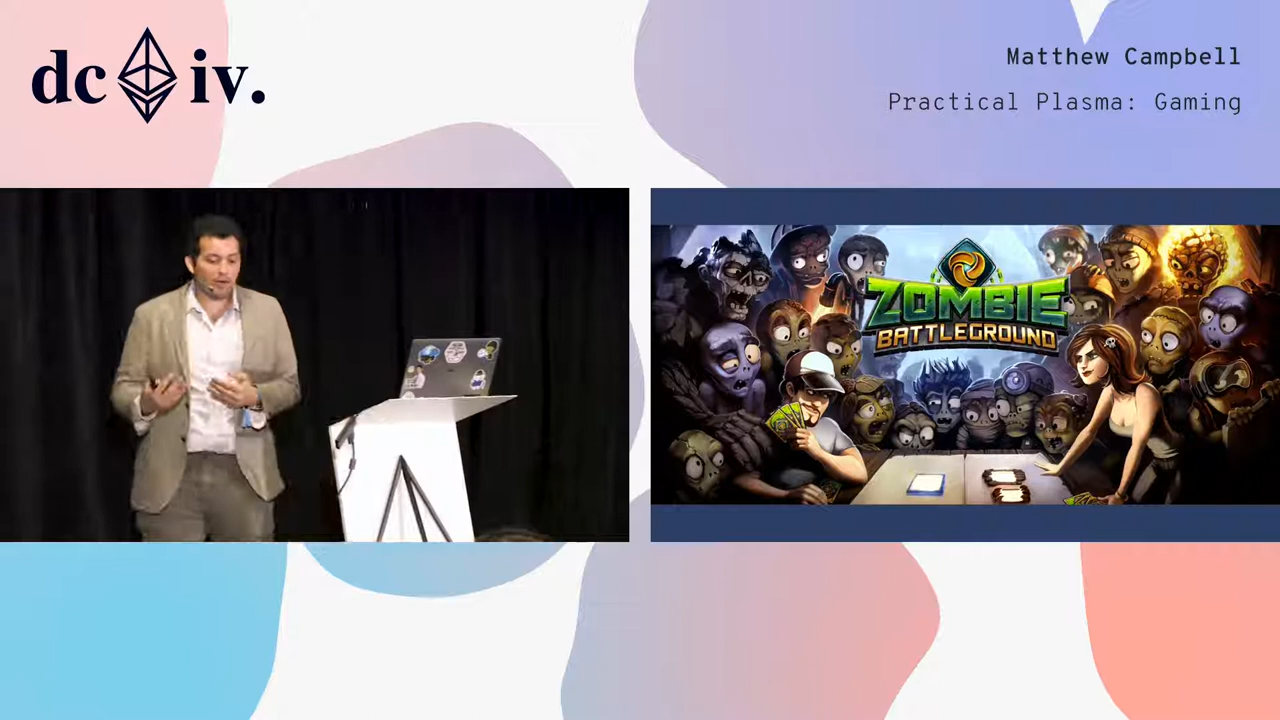 dc iv.
Matthew Campbell
Practical Plasma: Gaming
ZOMBIE
BATTLEGROUND